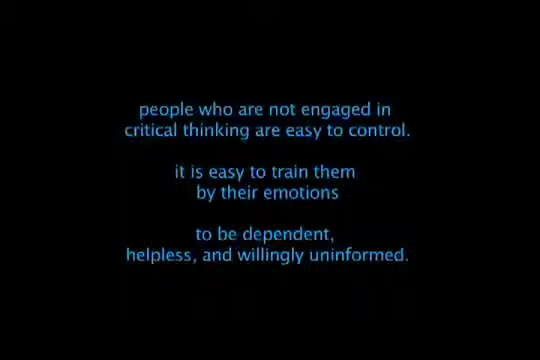 people who are not engaged in
critical thinking are easy to control.
it is easy to train them
by their emotions
to be dependent,
helpless, and willingly uninformed.